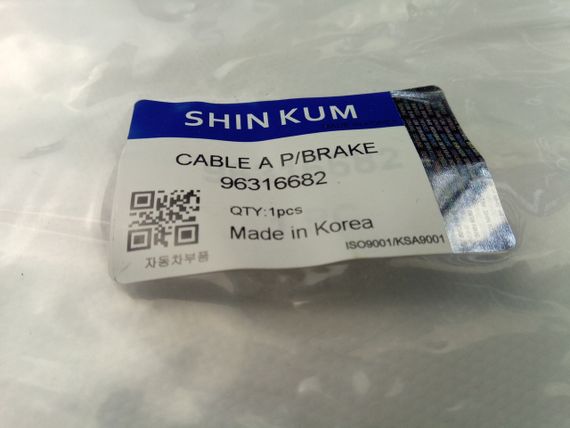 SHIN KUM
CABLE A P/BRAKE
96316682
QTY:1pcs
Made in Korea
ISO9001/KSA9001
자동차부품